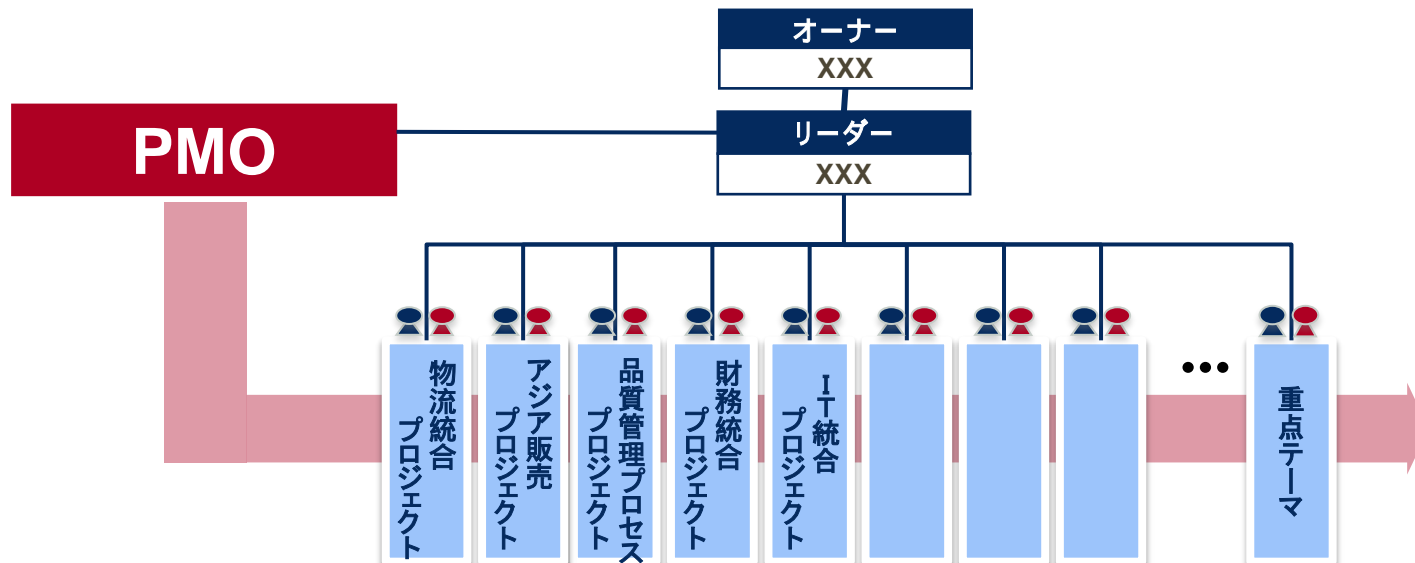 オーナー
XXX
PMO
リーダー
XXX
物流統合
プロジェクト
アジア販売
プロジェクト
品質管理プロセス
プロジェクト
財務統合
プロジェクト
IT統合
プロジェクト
•••
重点テーマ